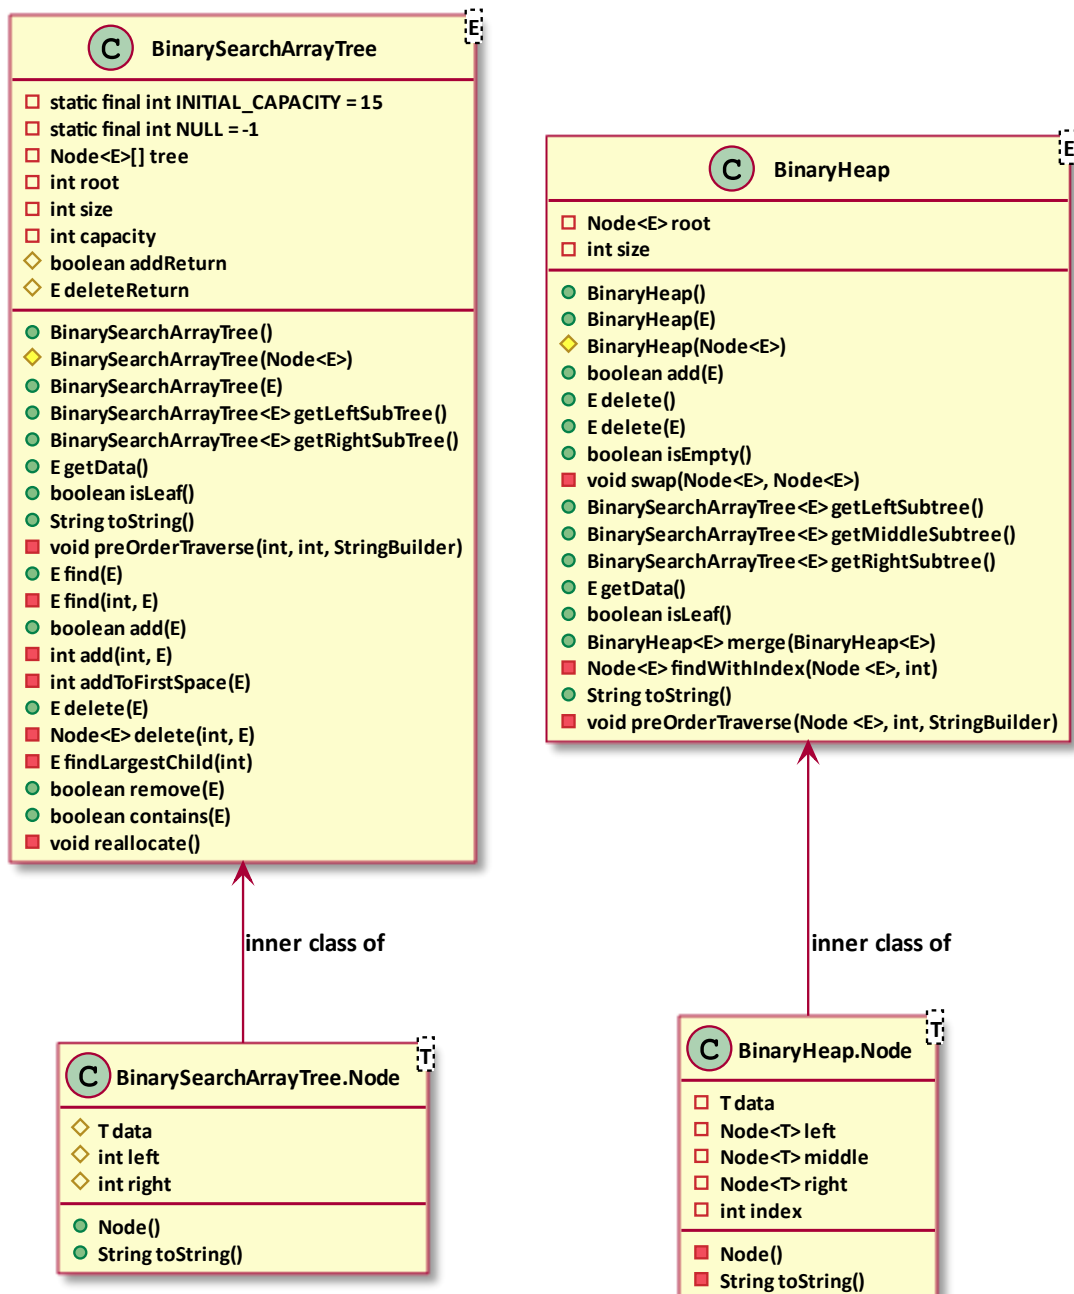 E
C BinarySearchArrayTree
static final int INITIAL_CAPACITY = 15
static final int NULL = -1
Node<E>[] tree
int root
int size
int capacity
boolean addReturn
E deleteReturn
BinarySearchArrayTree()
BinarySearchArrayTree(Node<E>)
BinarySearchArrayTree(E)
BinarySearchArrayTree<E> getLeftSubTree()
BinarySearchArrayTree<E> getRightSubTree()
E getData()
boolean isLeaf()
String toString()
void preOrderTraverse(int, int, StringBuilder)
E find(E)
E find(int, E)
boolean add(E)
int add(int, E)
int addToFirstSpace(E)
E delete(E)
Node<E> delete(int, E)
E findLargestChild(int)
boolean remove(E)
boolean contains(E)
void reallocate()
inner class of
T
C BinarySearchArrayTree.Node
T data
int left
int right
Node()
String toString()
E
C BinaryHeap
Node<E> root
int size
BinaryHeap()
BinaryHeap(E)
BinaryHeap(Node<E>)
boolean add(E)
E delete()
E delete(E)
boolean isEmpty()
void swap(Node<E>, Node<E>)
BinarySearchArrayTree<E> getLeftSubtree()
BinarySearchArrayTree<E> getMiddleSubtree()
BinarySearchArrayTree<E> getRightSubtree()
E getData()
boolean isLeaf()
BinaryHeap<E> merge(BinaryHeap<E>)
Node<E> findWithIndex(Node <E>, int)
String toString()
void preOrderTraverse(Node <E>, int, StringBuilder)
inner class of
T
C BinaryHeap.Node
T data
Node<T> left
Node<T> middle
Node<T> right
int index
Node()
String toString()